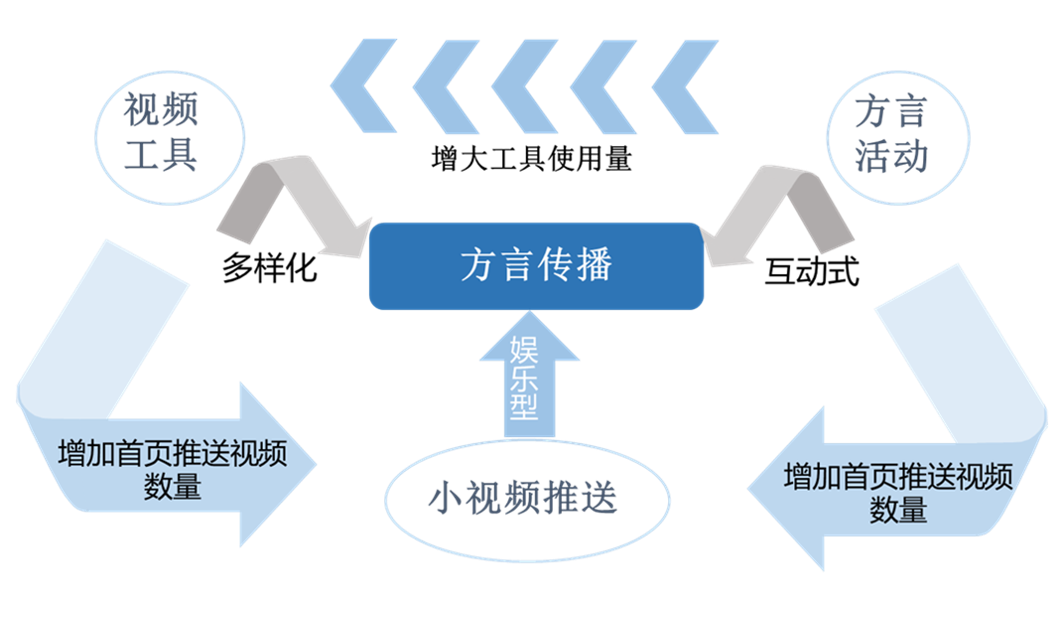 视频
工具
方言
活动
增大工具使用量
多样化
方言传播
互动式
娱乐型
增加首页推送视频
数量
小视频推送
增加首页推送视频
数量